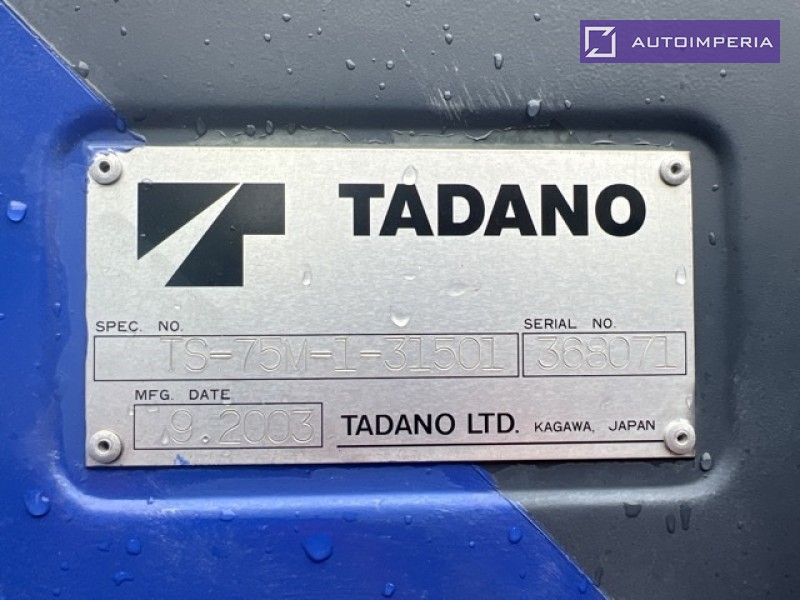 AUTOIMPERIA
TADANO
SPEC. NO.
SERIAL NO.
TS-75M-1-31501
368071
MFG. DATE
9.2003
TADANO LTD. KAGAWA, JAPAN